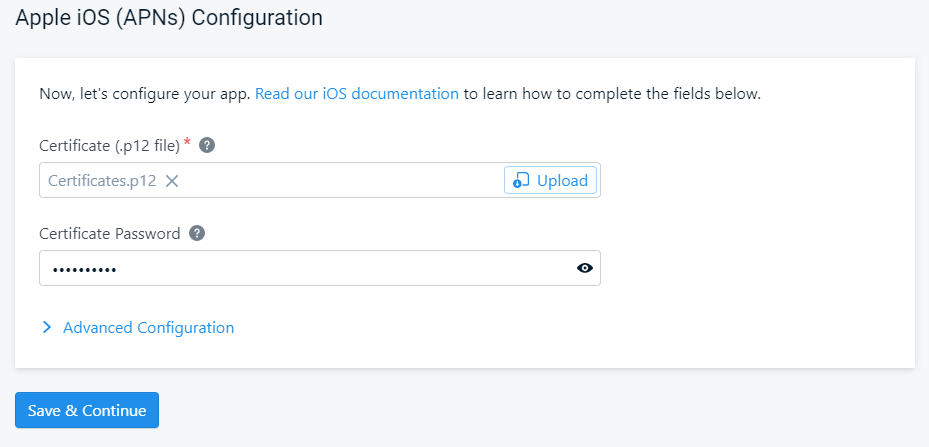 Apple iOS (APNs) Configuration
Now, let's configure your app. Read our iOS documentation to learn how to complete the fields below.
Certificate (.p12 file) * ?
Certificates.p12 ✕ Upload
Certificate Password ?
••••••••••
> Advanced Configuration
Save & Continue